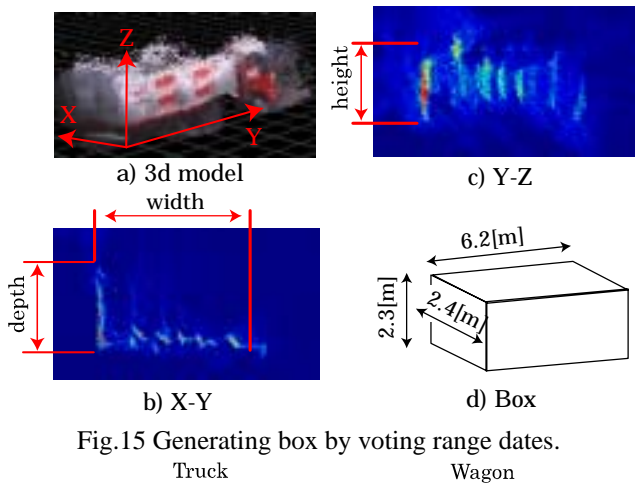 Z
X
Y
a) 3d model
height
c) Y-Z
width
depth
b) X-Y
6.2[m]
2.3[m]
2.4[m]
d) Box
Fig.15 Generating box by voting range dates.
Truck Wagon